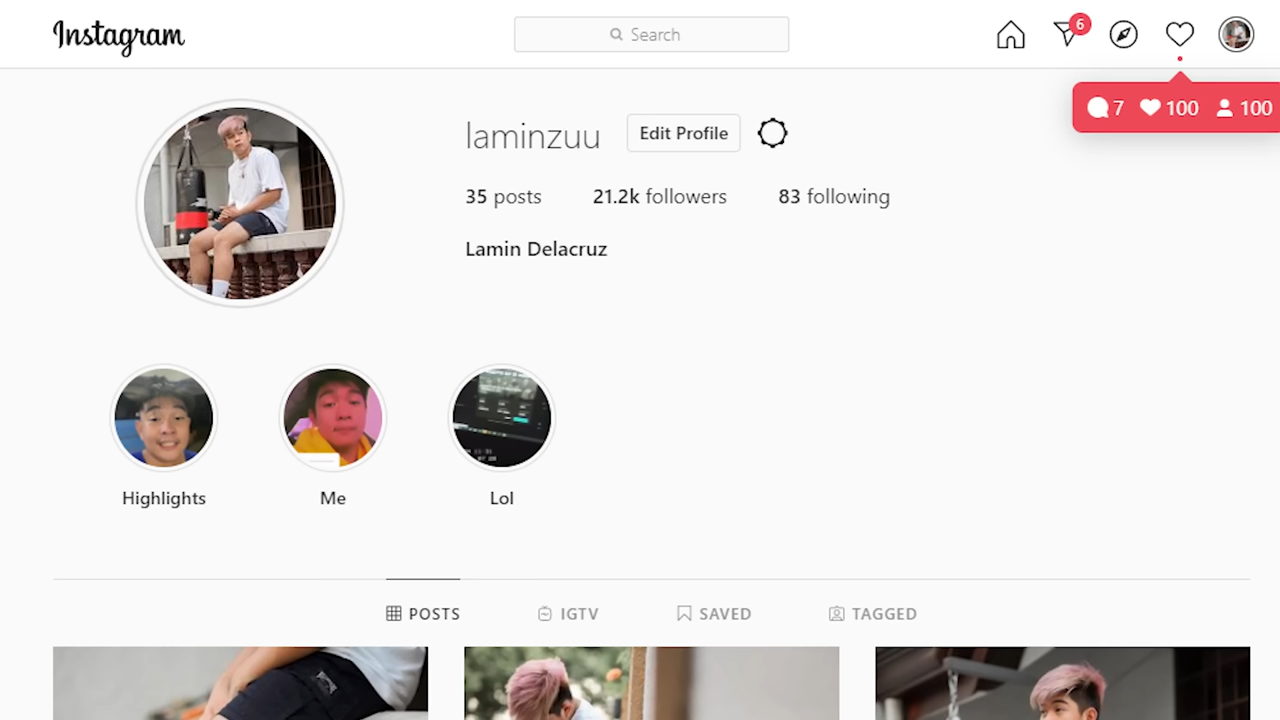 Instagram
Search
6
7 100 100
laminzuu Edit Profile
35 posts 21.2k followers 83 following
Lamin Delacruz
Highlights Me Lol
POSTS IGTV SAVED TAGGED